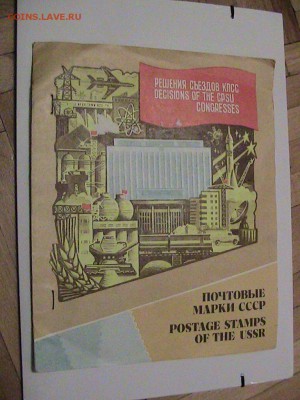 COINS.LAVE.RU
РЕШЕНИЯ СЪЕЗДОВ КПСС
DECISIONS OF THE CPSU
CONGRESSES
ПОЧТОВЫЕ
МАРКИ СССР
POSTAGE STAMPS
OF THE USSR